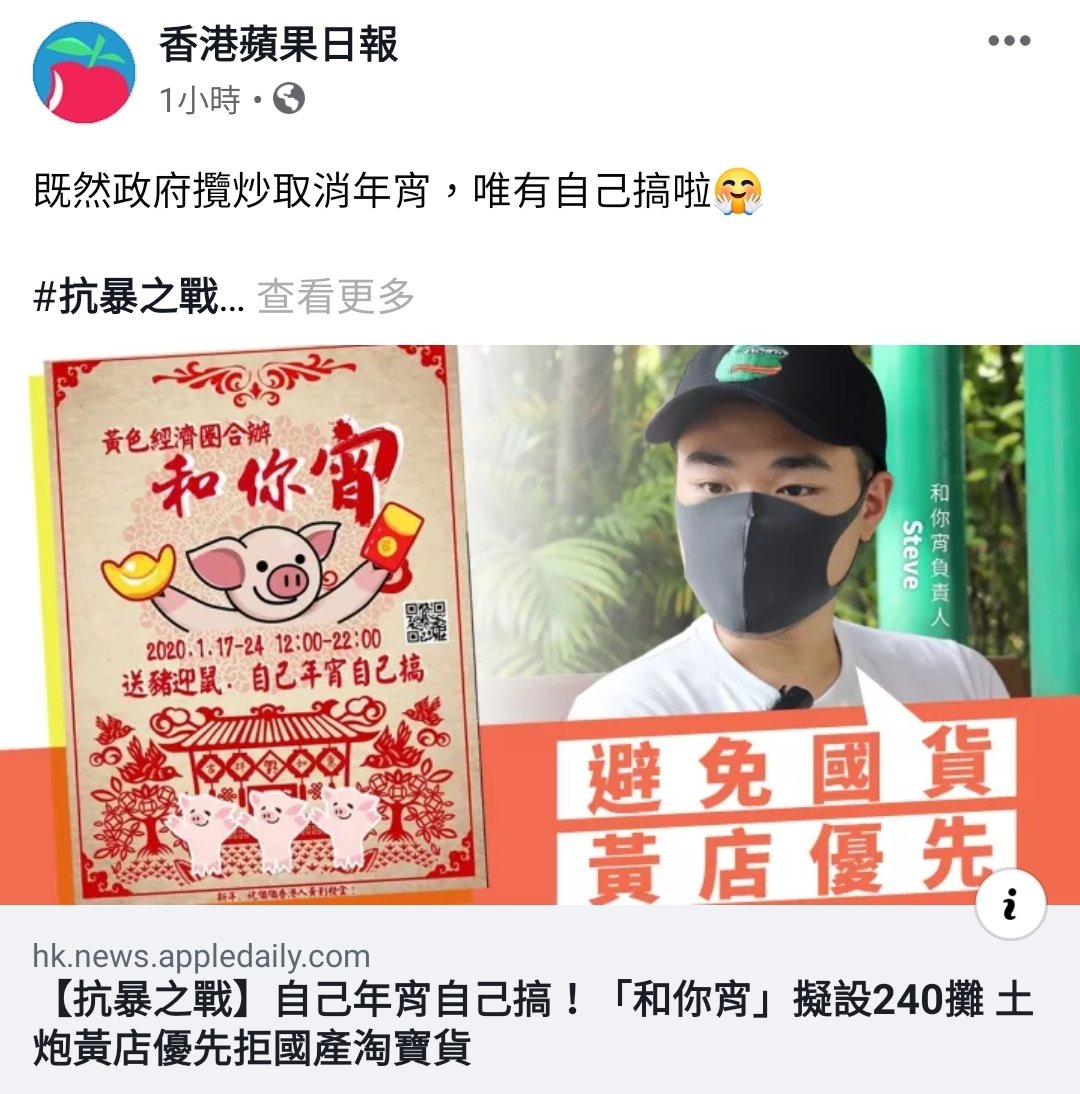 香港蘋果日報
1小時
既然政府攬炒取消年宵，唯有自己搞啦🤗
#抗暴之戰... 查看更多
黃色經濟圈合辦
和你宵
2020.1.17-24 12:00-22:00
送豬迎鼠．自己年宵自己搞
和你宵負責人
Steve
避免國貨
黃店優先
hk.news.appledaily.com
【抗暴之戰】自己年宵自己搞！「和你宵」擬設240攤 土
炮黃店優先拒國產淘寶貨